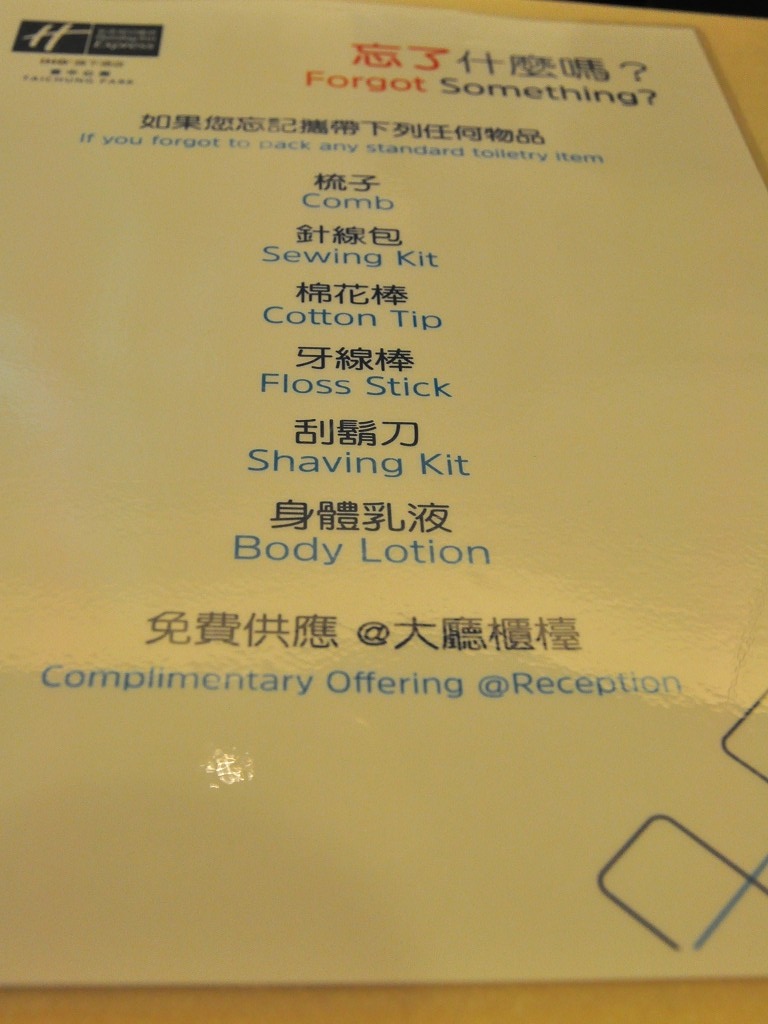 Express
TAICHUNG PARK
忘了什麼嗎？
Forgot Something?
如果您忘記攜帶下列任何物品
If you forgot to pack any standard toiletry item
梳子
Comb
針線包
Sewing Kit
棉花棒
Cotton Tip
牙線棒
Floss Stick
刮鬍刀
Shaving Kit
身體乳液
Body Lotion
免費供應 @大廳櫃檯
Complimentary Offering @Reception